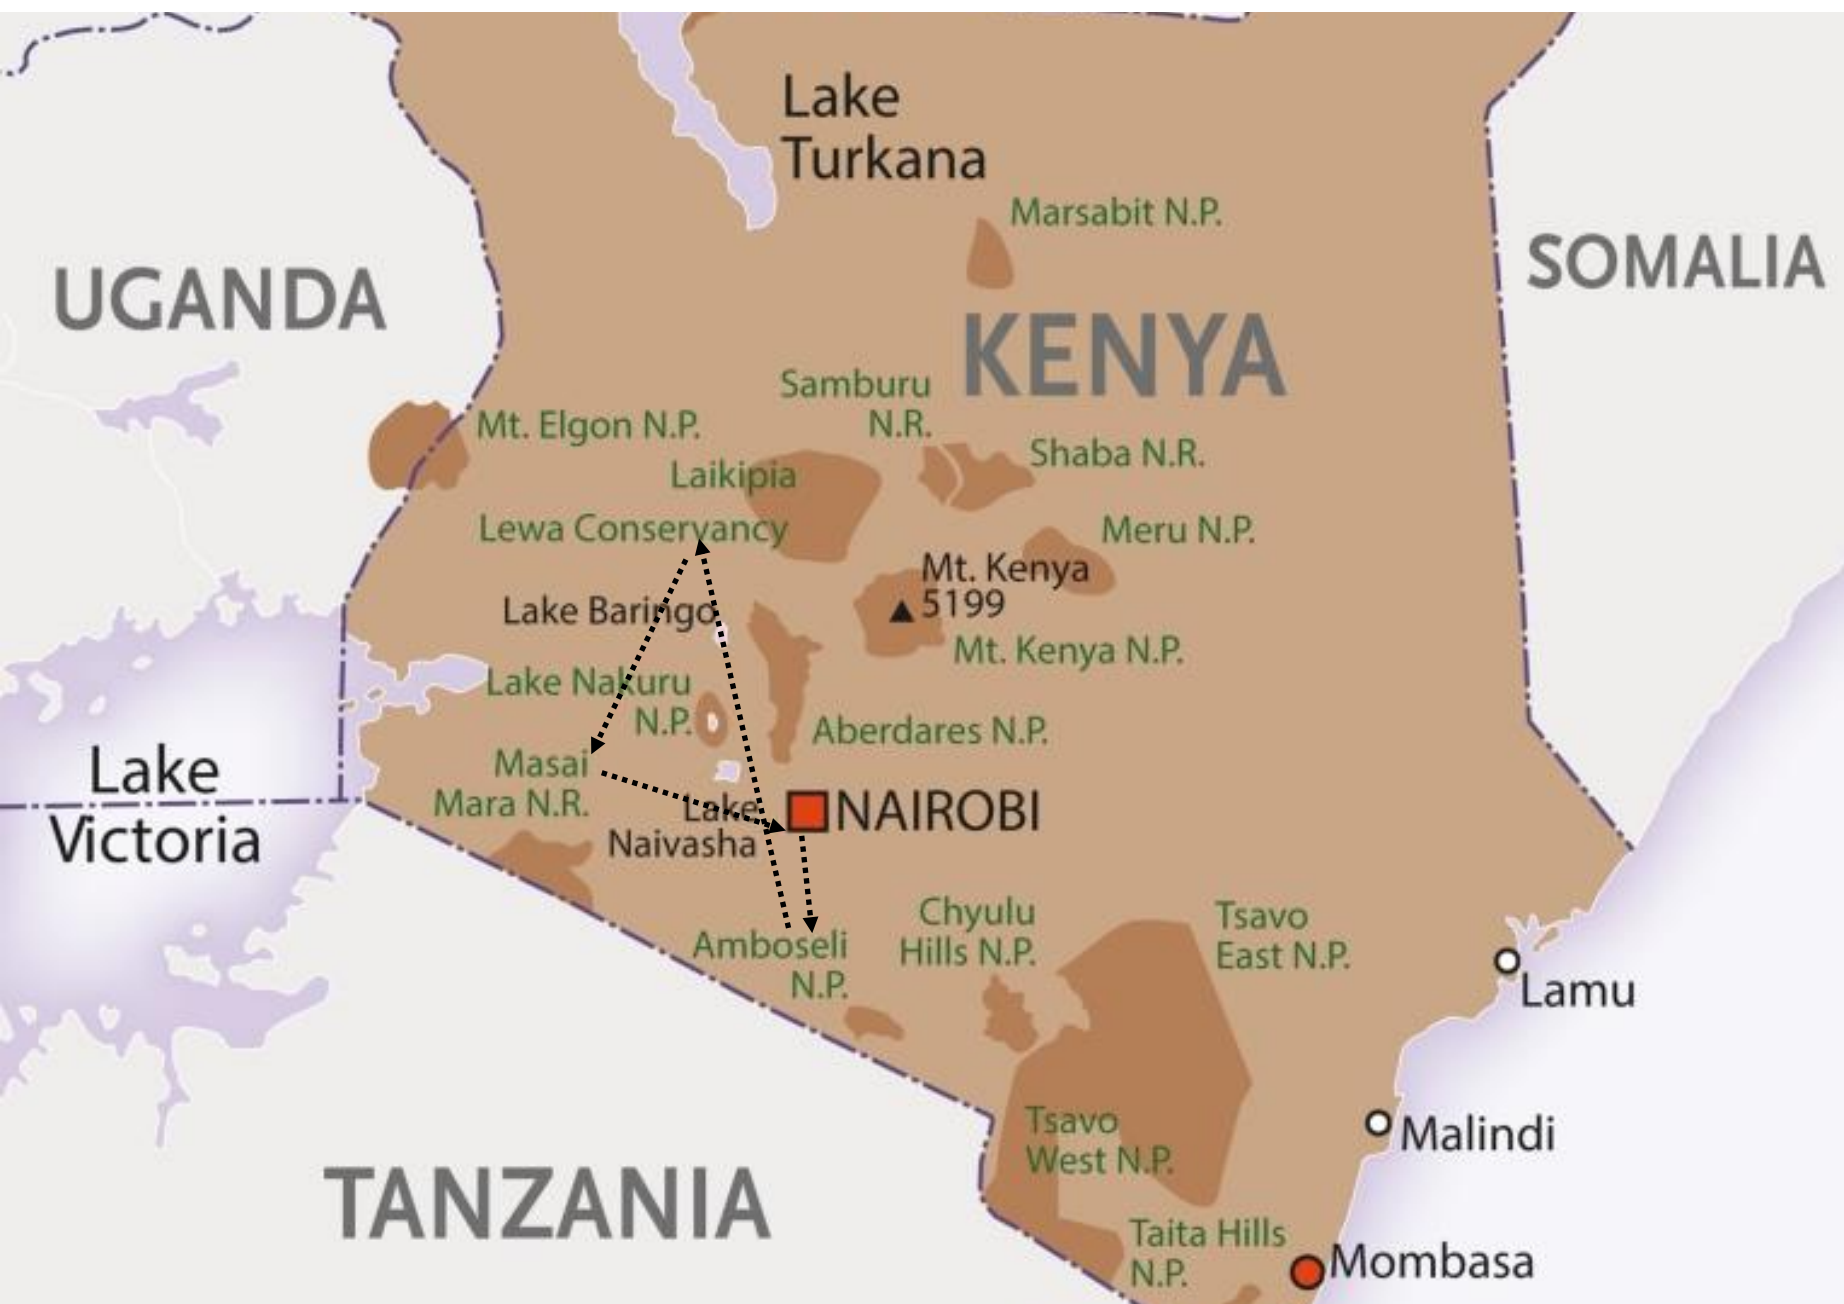 Lake
Turkana
Marsabit N.P.
UGANDA
SOMALIA
KENYA
Samburu
N.R.
Mt. Elgon N.P.
Shaba N.R.
Laikipia
Lewa Conservancy
Meru N.P.
Mt. Kenya
5199
Lake Baringo
Mt. Kenya N.P.
Lake Nakuru
N.P.
Aberdares N.P.
Masai
Mara N.R.
Lake
Victoria
Lake
Naivasha
NAIROBI
Chyulu
Hills N.P.
Tsavo
East N.P.
Amboseli
N.P.
Lamu
Tsavo
West N.P.
Malindi
TANZANIA
Taita Hills
N.P.
Mombasa